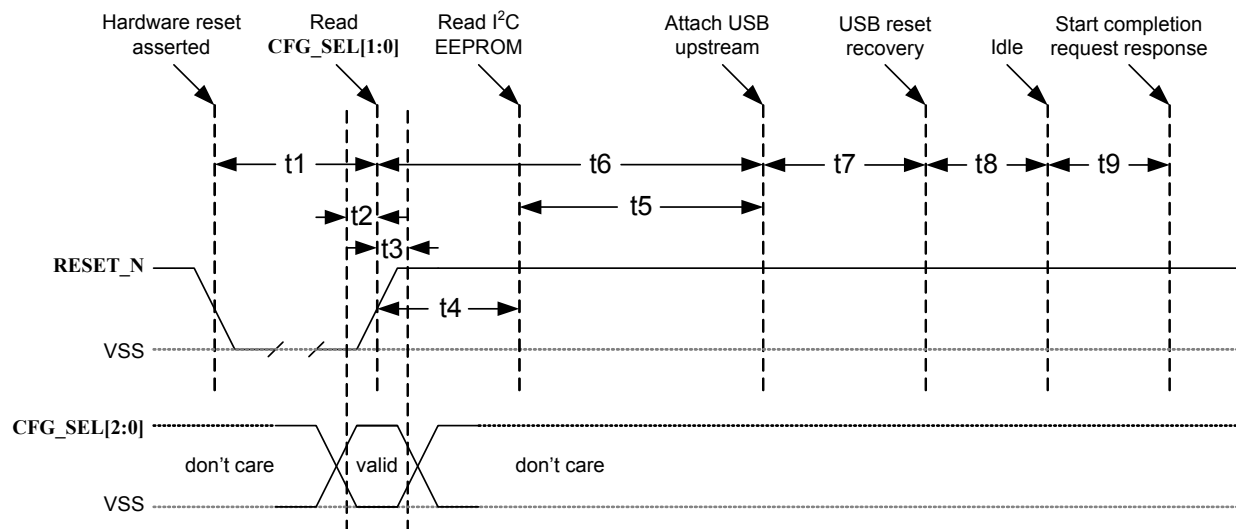 Hardware reset
asserted
Read
CFG_SEL[1:0]
Read I²C
EEPROM
Attach USB
upstream
USB reset
recovery
Idle
Start completion
request response
t1
t6
t7
t8
t9
t2
t5
t3
RESET_N
t4
VSS
CFG_SEL[2:0]
don't care
valid
don't care
VSS